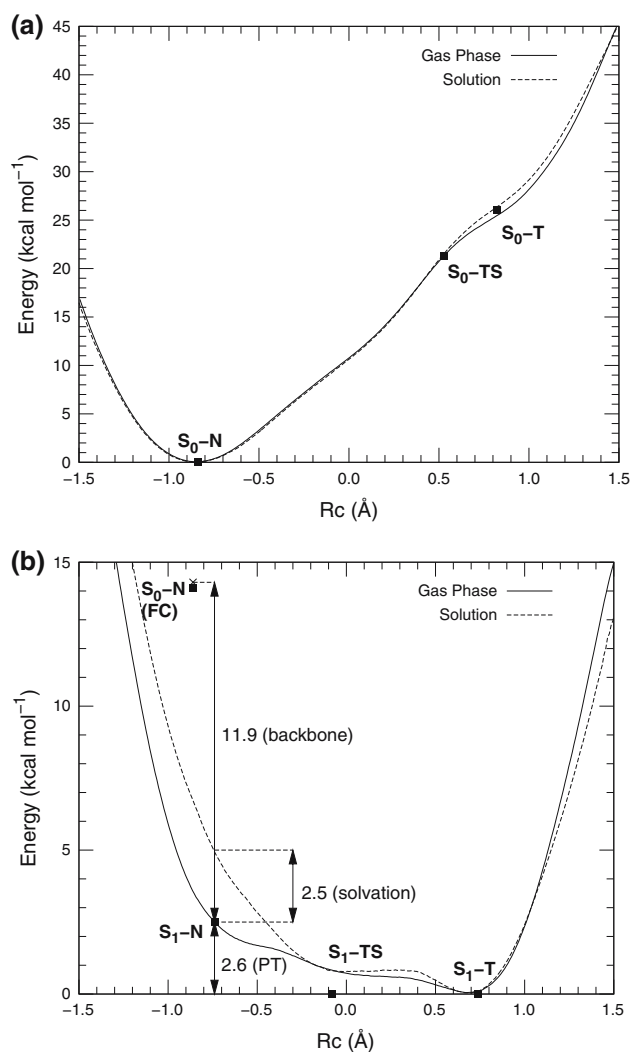 (a)
45
40
35
30
25
20
15
10
5
0
Energy (kcal mol−1)
Gas Phase
Solution
S0−T
S0−TS
S0−N
−1.5 −1.0 −0.5 0.0 0.5 1.0 1.5
Rc (Å)
(b)
15
10
5
0
Energy (kcal mol−1)
Gas Phase
Solution
S0−N
(FC)
11.9 (backbone)
2.5 (solvation)
S1−N
2.6 (PT)
S1−TS
S1−T
−1.5 −1.0 −0.5 0.0 0.5 1.0 1.5
Rc (Å)